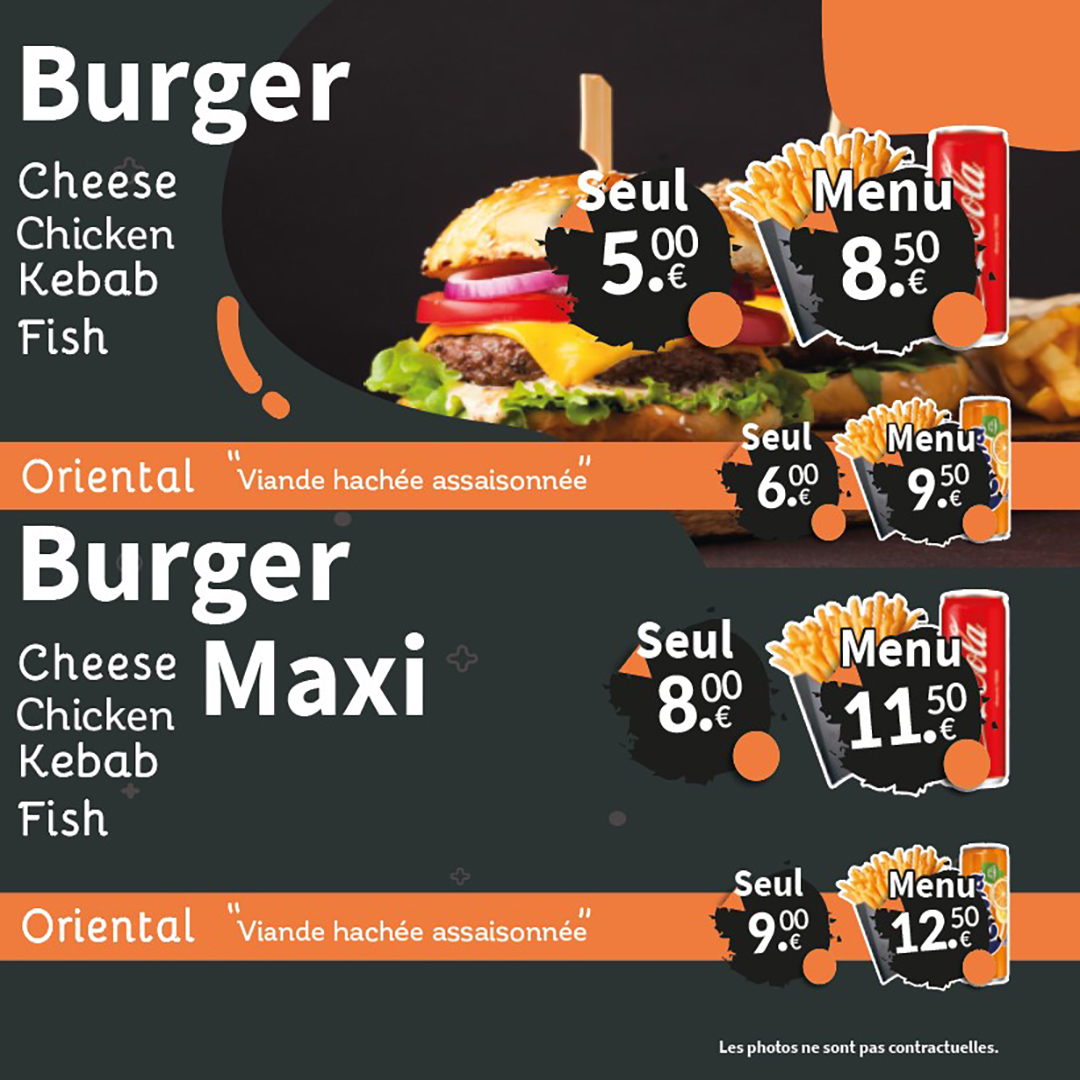 Burger
Cheese
Chicken
Kebab
Fish
Seul
5.00€
Menu
8.50€
Cola
Oriental "Viande hachée assaisonnée"
Seul
6.00€
Menu
9.50€
Burger
Maxi
Cheese
Chicken
Kebab
Fish
Seul
8.00€
Menu
11.50€
Cola
Oriental "Viande hachée assaisonnée"
Seul
9.00€
Menu
12.50€
Les photos ne sont pas contractuelles.